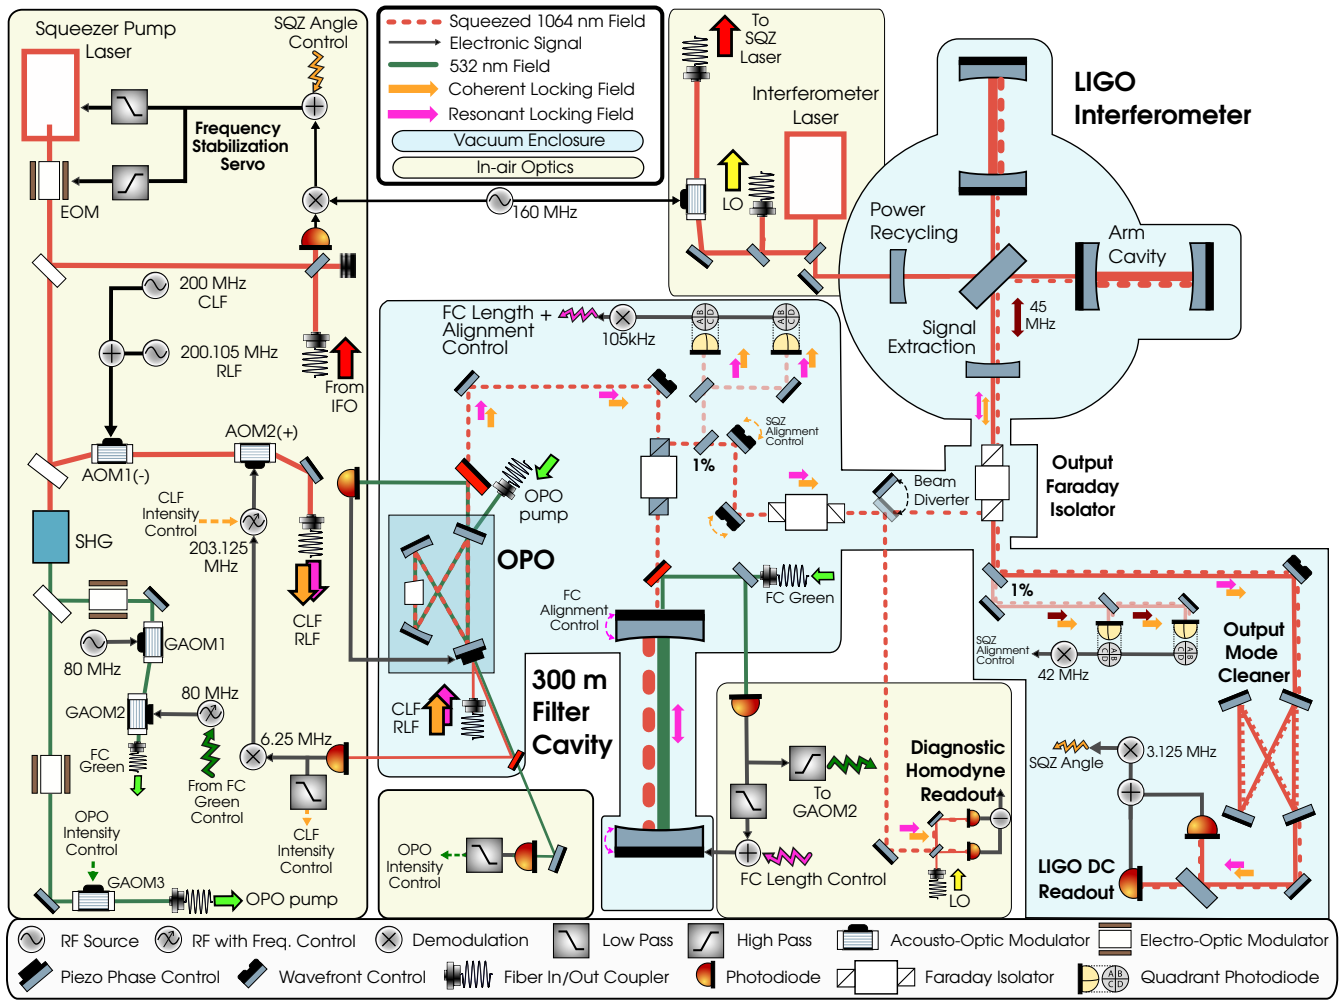 Squeezer Pump
Laser
SQZ Angle
Control
Frequency
Stabilization
Servo
EOM
160 MHz
200 MHz
CLF
200.105 MHz
RLF
From
IFO
AOM1(-)
AOM2(+)
CLF
Intensity
Control
203.125
MHz
SHG
CLF
RLF
GAOM1
80 MHz
GAOM2
80 MHz
FC
Green
From FC
Green
Control
6.25 MHz
CLF
Intensity
Control
OPO
Intensity
Control
GAOM3
OPO pump
Squeezed 1064 nm Field
Electronic Signal
532 nm Field
Coherent Locking Field
Resonant Locking Field
Vacuum Enclosure
In-air Optics
To
SQZ
Laser
Interferometer
Laser
LO
LIGO
Interferometer
Power
Recycling
Arm
Cavity
45
MHz
Signal
Extraction
FC Length +
Alignment
Control
105kHz
A
B
C
D
A
B
C
D
SQZ
Alignment
Control
1%
OPO
pump
OPO
Beam
Diverter
Output
Faraday
Isolator
FC
Alignment
Control
FC Green
CLF
RLF
300 m
Filter
Cavity
OPO
Intensity
Control
To
GAOM2
FC Length Control
Diagnostic
Homodyne
Readout
LO
1%
SQZ
Alignment
Control
42 MHz
A
B
C
D
A
B
C
D
Output
Mode
Cleaner
3.125 MHz
SQZ Angle
LIGO DC
Readout
RF Source
RF with Freq. Control
Demodulation
Low Pass
High Pass
Acousto-Optic Modulator
Electro-Optic Modulator
Piezo Phase Control
Wavefront Control
Fiber In/Out Coupler
Photodiode
Faraday Isolator
A
B
C
D
Quadrant Photodiode